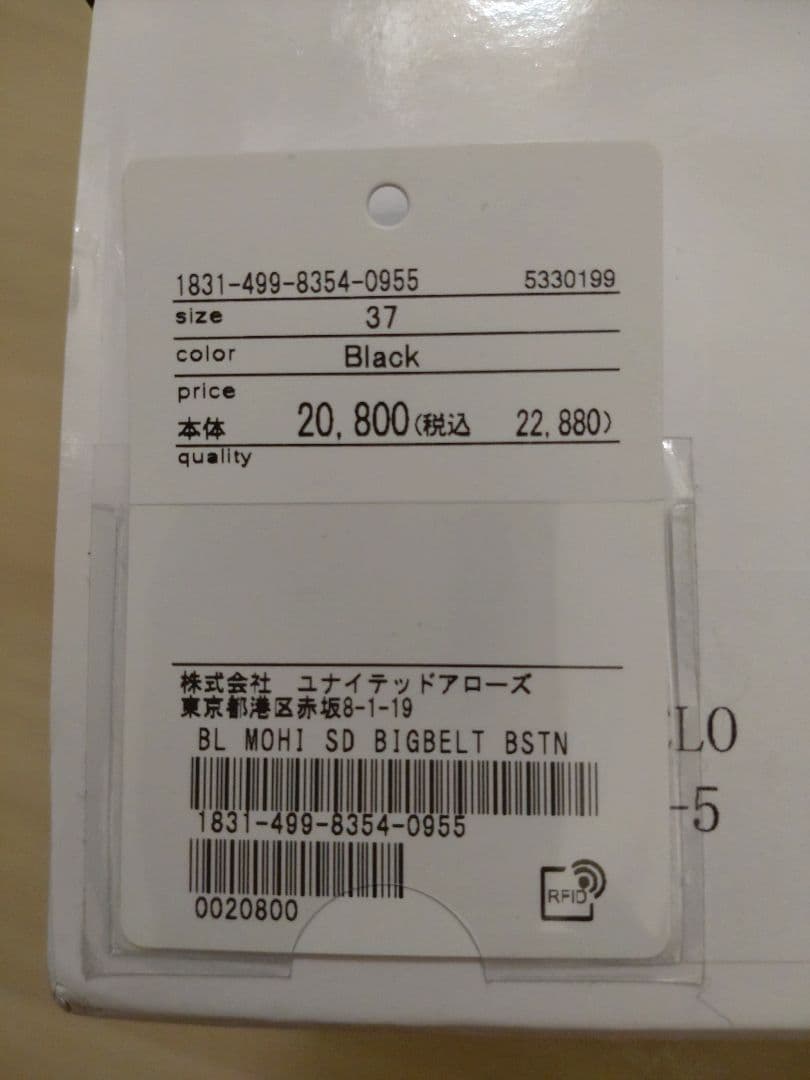 1831-499-8354-0955 5330199
size 37
color Black
price
本体 20,800(税込 22,880)
quality
株式会社 ユナイテッドアローズ
東京都港区赤坂8-1-19
BL MOHI SD BIGBELT BSTN
1831-499-8354-0955
0020800
RFID
LO
-5